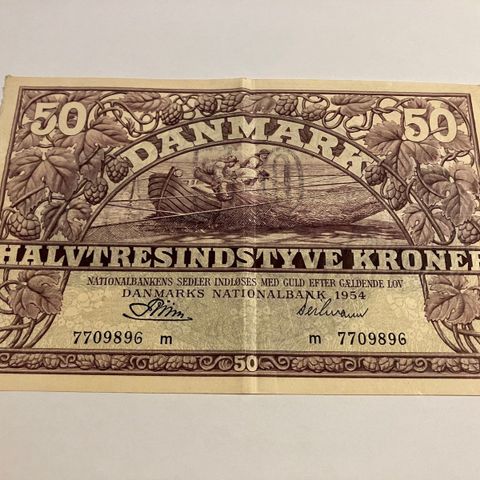 50 50
DANMARK
HALVTRESINDSTYVE KRONER
NATIONALBANKENS SEDLER INDLØSES MED GULD EFTER GÆLDENDE LOV
DANMARKS NATIONALBANK 1954
7709896 m m 7709896
50